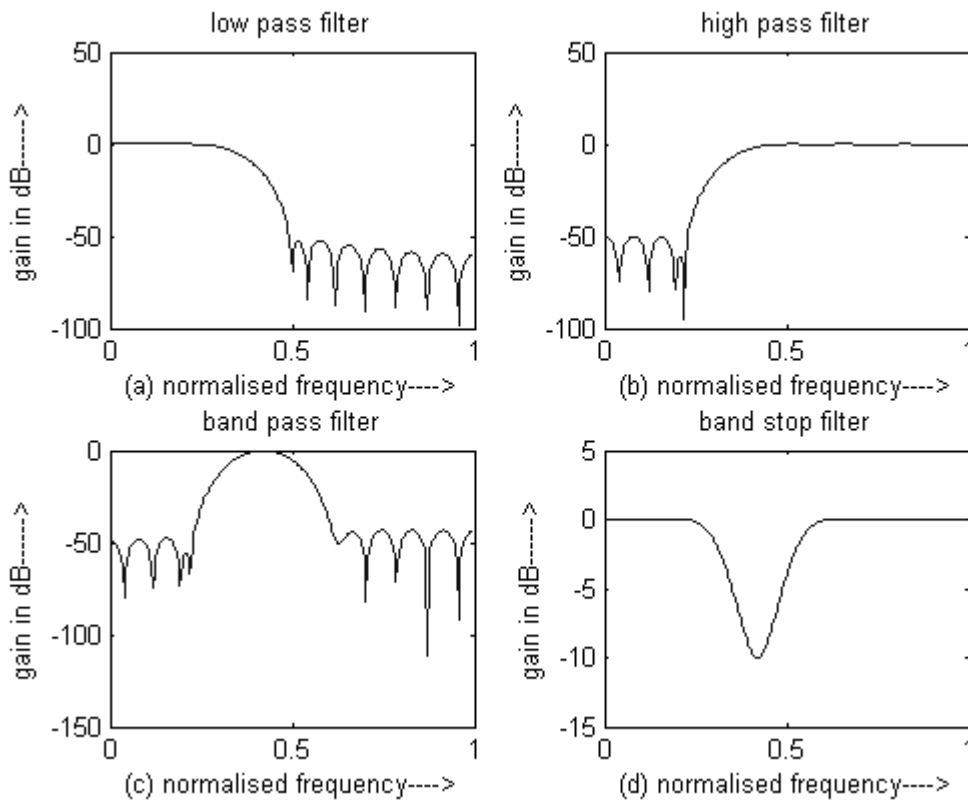 low pass filter
50
0
-50
-100
gain in dB------>
0
0.5
1
(a) normalised frequency---->
high pass filter
50
0
-50
-100
gain in dB------>
0
0.5
1
(b) normalised frequency---->
band pass filter
0
-50
-100
-150
gain in dB------>
0
0.5
1
(c) normalised frequency---->
band stop filter
5
0
-5
-10
-15
gain in dB------>
0
0.5
1
(d) normalised frequency---->